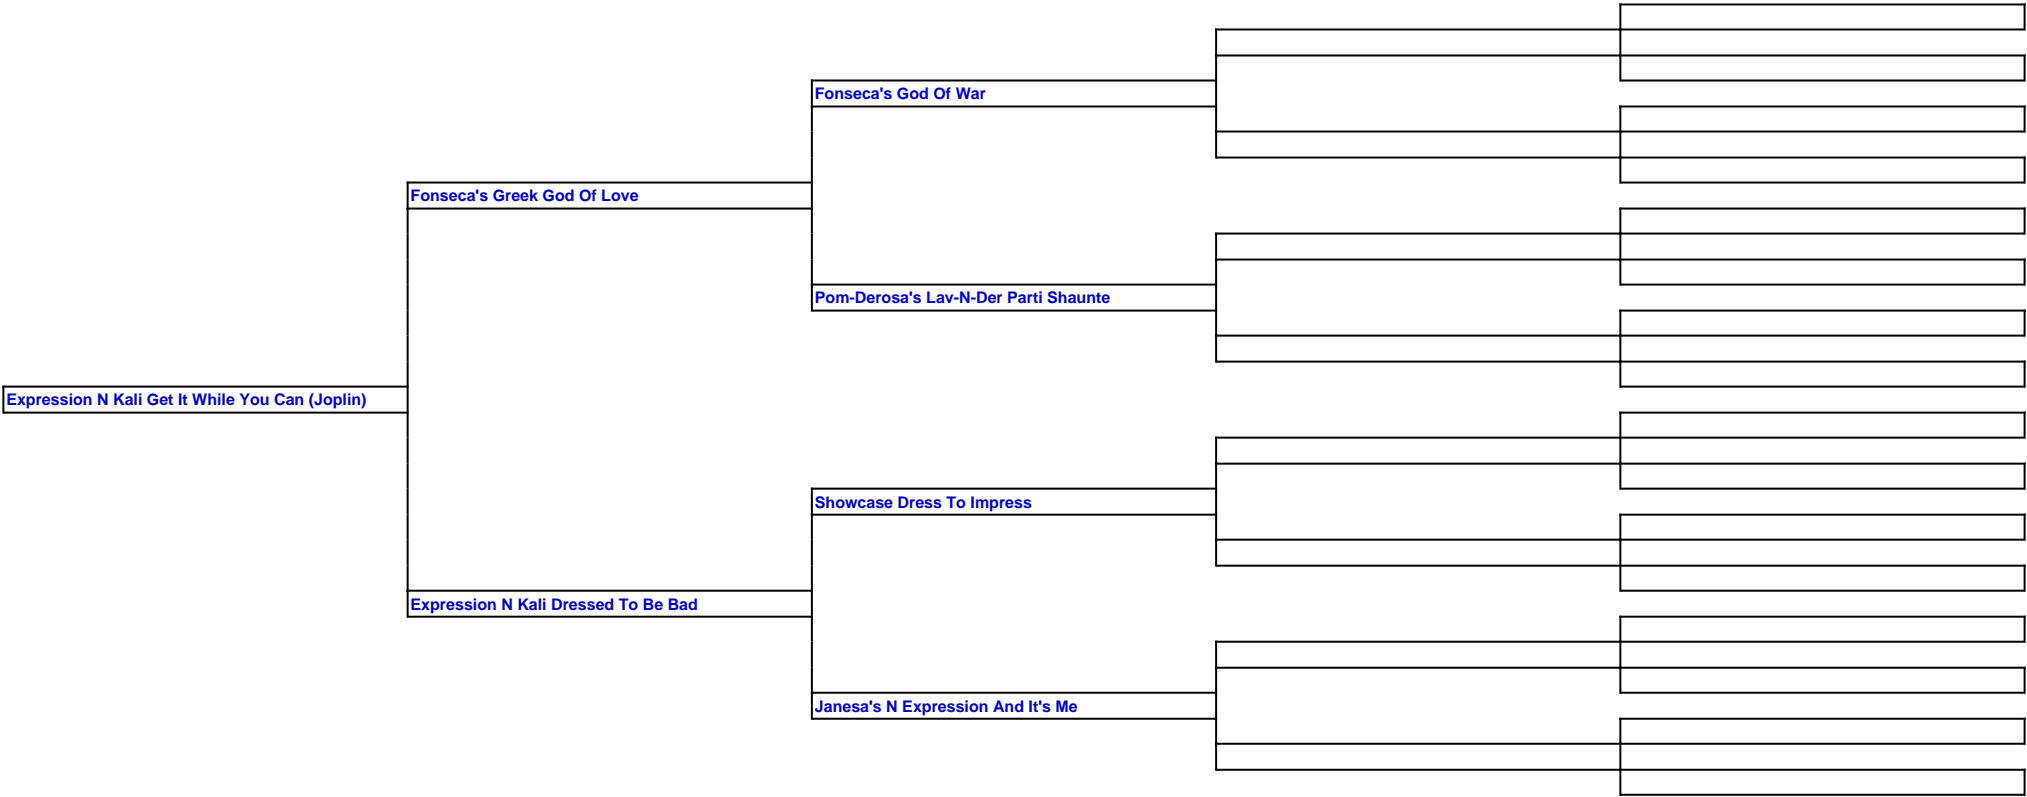 Fonseca's God Of War
Fonseca's Greek God Of Love
Pom-Derosa's Lav-N-Der Parti Shaunte
Expression N Kali Get It While You Can (Joplin)
Showcase Dress To Impress
Expression N Kali Dressed To Be Bad
Janesa's N Expression And It's Me